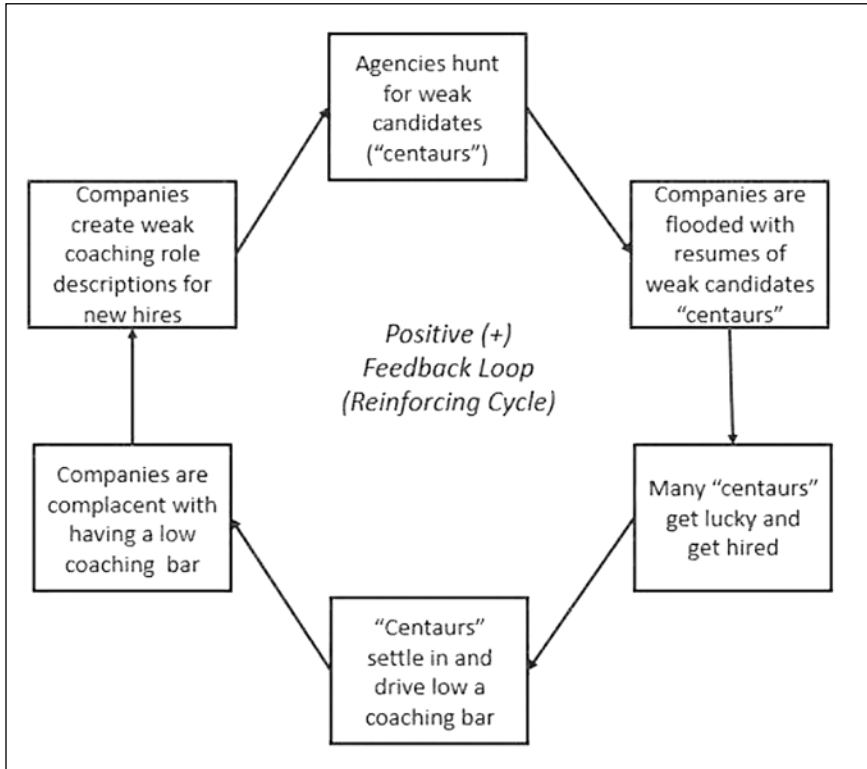 Agencies hunt
for weak
candidates
(“centaurs”)
Companies are
flooded with
resumes of
weak candidates
“centaurs”
Many “centaurs”
get lucky and
get hired
“Centaurs”
settle in and
drive low a
coaching bar
Companies are
complacent with
having a low
coaching bar
Companies
create weak
coaching role
descriptions for
new hires
Positive (+)
Feedback Loop
(Reinforcing Cycle)